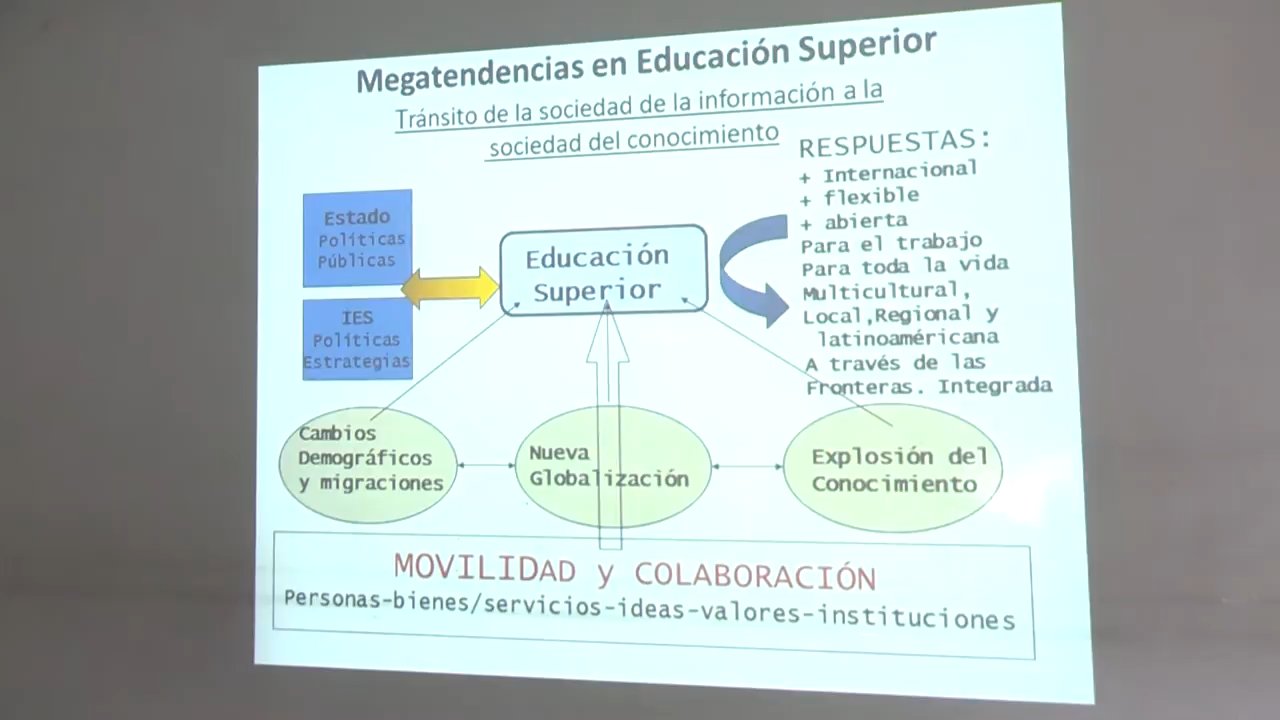 Megatendencias en Educación Superior
Tránsito de la sociedad de la información a la
sociedad del conocimiento
Estado
Políticas
Públicas
IES
Políticas
Estrategias
Educación
Superior
RESPUESTAS:
+ Internacional
+ flexible
+ abierta
Para el trabajo
Para toda la vida
Multicultural,
Local,Regional y
latinoaméricana
A través de las
Fronteras. Integrada
Cambios
Demográficos
y migraciones
Nueva
Globalización
Explosión del
Conocimiento
MOVILIDAD y COLABORACIÓN
Personas-bienes/servicios-ideas-valores-instituciones